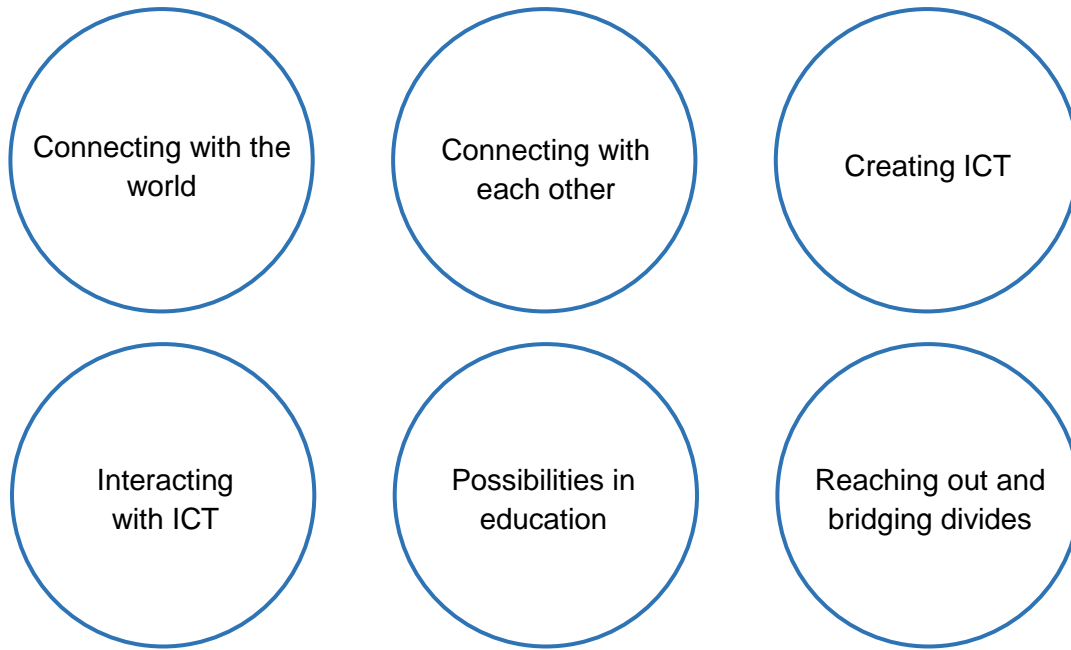 Connecting with the
world
Connecting with
each other
Creating ICT
Interacting
with ICT
Possibilities in
education
Reaching out and
bridging divides